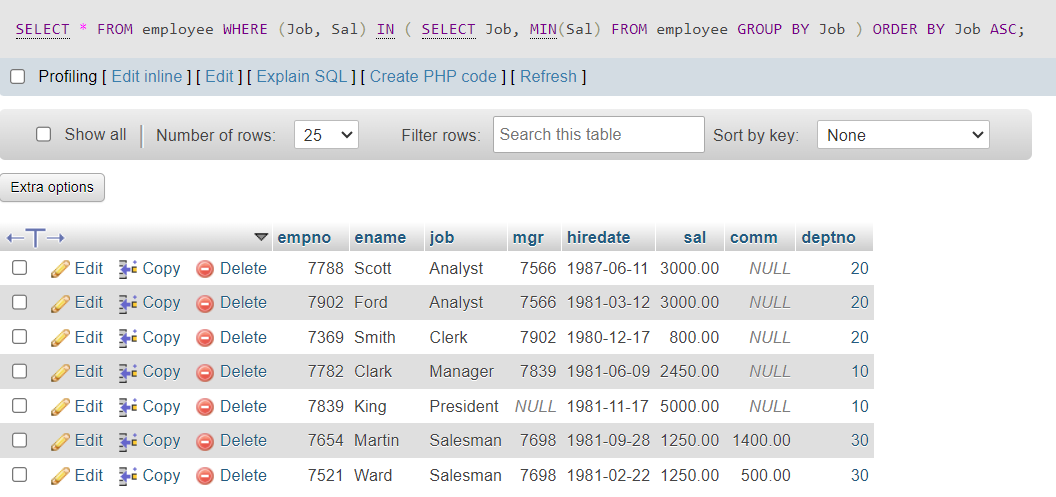 SELECT * FROM employee WHERE (Job, Sal) IN ( SELECT Job, MIN(Sal) FROM employee GROUP BY Job ) ORDER BY Job ASC;
Profiling [ Edit inline ] [ Edit ] [ Explain SQL ] [ Create PHP code ] [ Refresh ]
Show all Number of rows: 25 Filter rows: Search this table Sort by key: None
Extra options
empno ename job mgr hiredate sal comm deptno
Edit Copy Delete 7788 Scott Analyst 7566 1987-06-11 3000.00 NULL 20
Edit Copy Delete 7902 Ford Analyst 7566 1981-03-12 3000.00 NULL 20
Edit Copy Delete 7369 Smith Clerk 7902 1980-12-17 800.00 NULL 20
Edit Copy Delete 7782 Clark Manager 7839 1981-06-09 2450.00 NULL 10
Edit Copy Delete 7839 King President NULL 1981-11-17 5000.00 NULL 10
Edit Copy Delete 7654 Martin Salesman 7698 1981-09-28 1250.00 1400.00 30
Edit Copy Delete 7521 Ward Salesman 7698 1981-02-22 1250.00 500.00 30